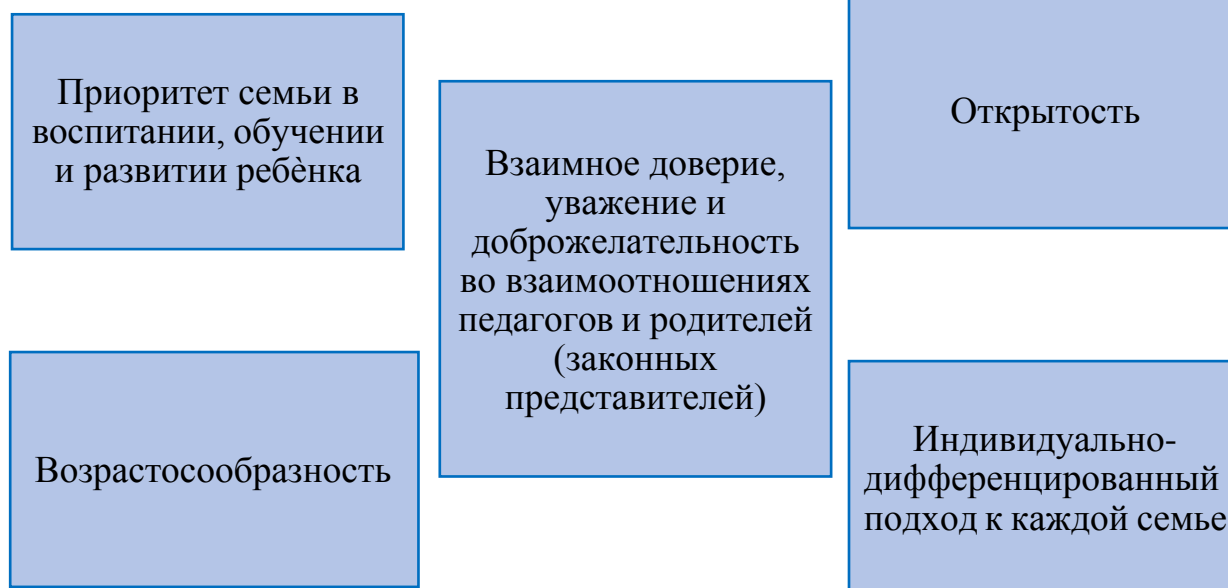 Приоритет семьи в
воспитании, обучении
и развитии ребѐнка
Взаимное доверие,
уважение и
доброжелательность
во взаимоотношениях
педагогов и родителей
(законных
представителей)
Открытость
Возрастосообразность
Индивидуально-
дифференцированный
подход к каждой семье